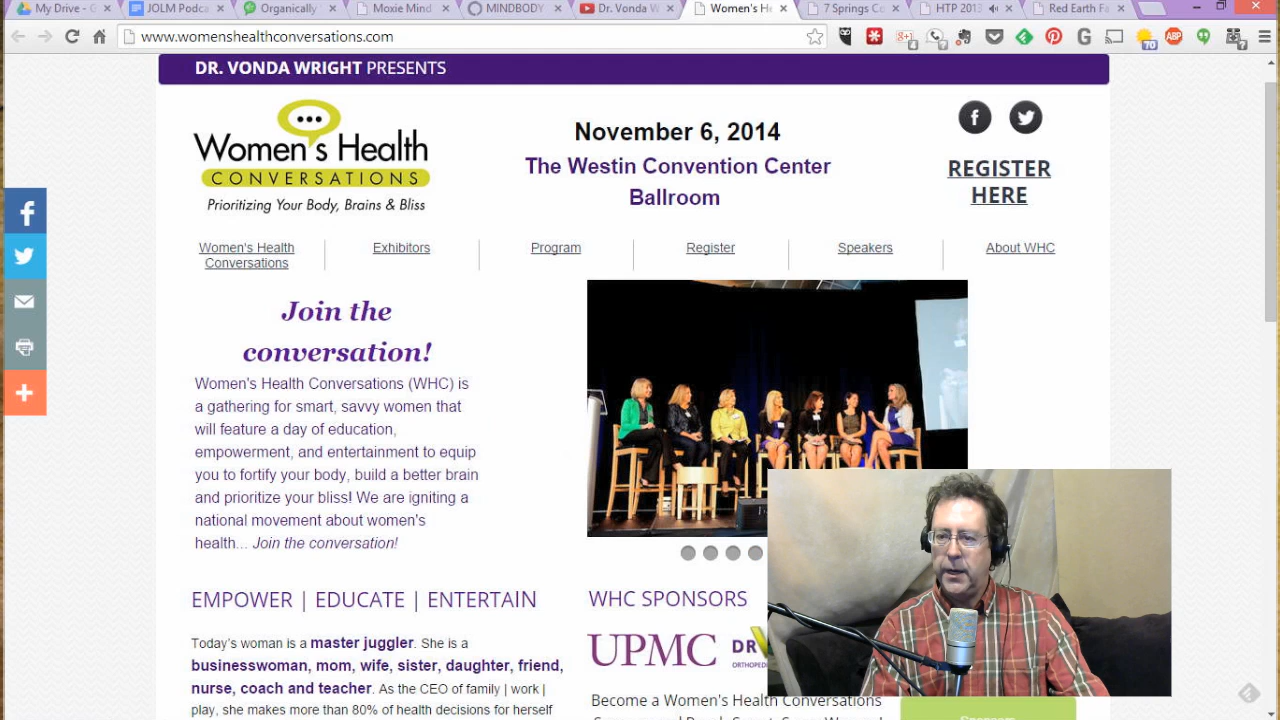 My Drive - G
JOLM Podca
Organically
Moxie Mind
MINDBODY
Dr. Vonda W
Women's He
7 Springs Co
HTP 201
Red Earth Fa
www.womenshealthconversations.com
DR. VONDA WRIGHT PRESENTS
Women's Health
CONVERSATIONS
Prioritizing Your Body, Brains & Bliss
November 6, 2014
The Westin Convention Center
Ballroom
REGISTER
HERE
Women's Health
Conversations
Exhibitors
Program
Register
Speakers
About WHC
Join the
conversation!
Women's Health Conversations (WHC) is
a gathering for smart, savvy women that
will feature a day of education,
empowerment, and entertainment to equip
you to fortify your body, build a better brain
and prioritize your bliss! We are igniting a
national movement about women's
health... Join the conversation!
EMPOWER | EDUCATE | ENTERTAIN
Today's woman is a master juggler. She is a
businesswoman, mom, wife, sister, daughter, friend,
nurse, coach and teacher. As the CEO of family | work |
play, she makes more than 80% of health decisions for herself
WHC SPONSORS
UPMC
DR
ORTHOPEDI
Become a Women's Health Conversations